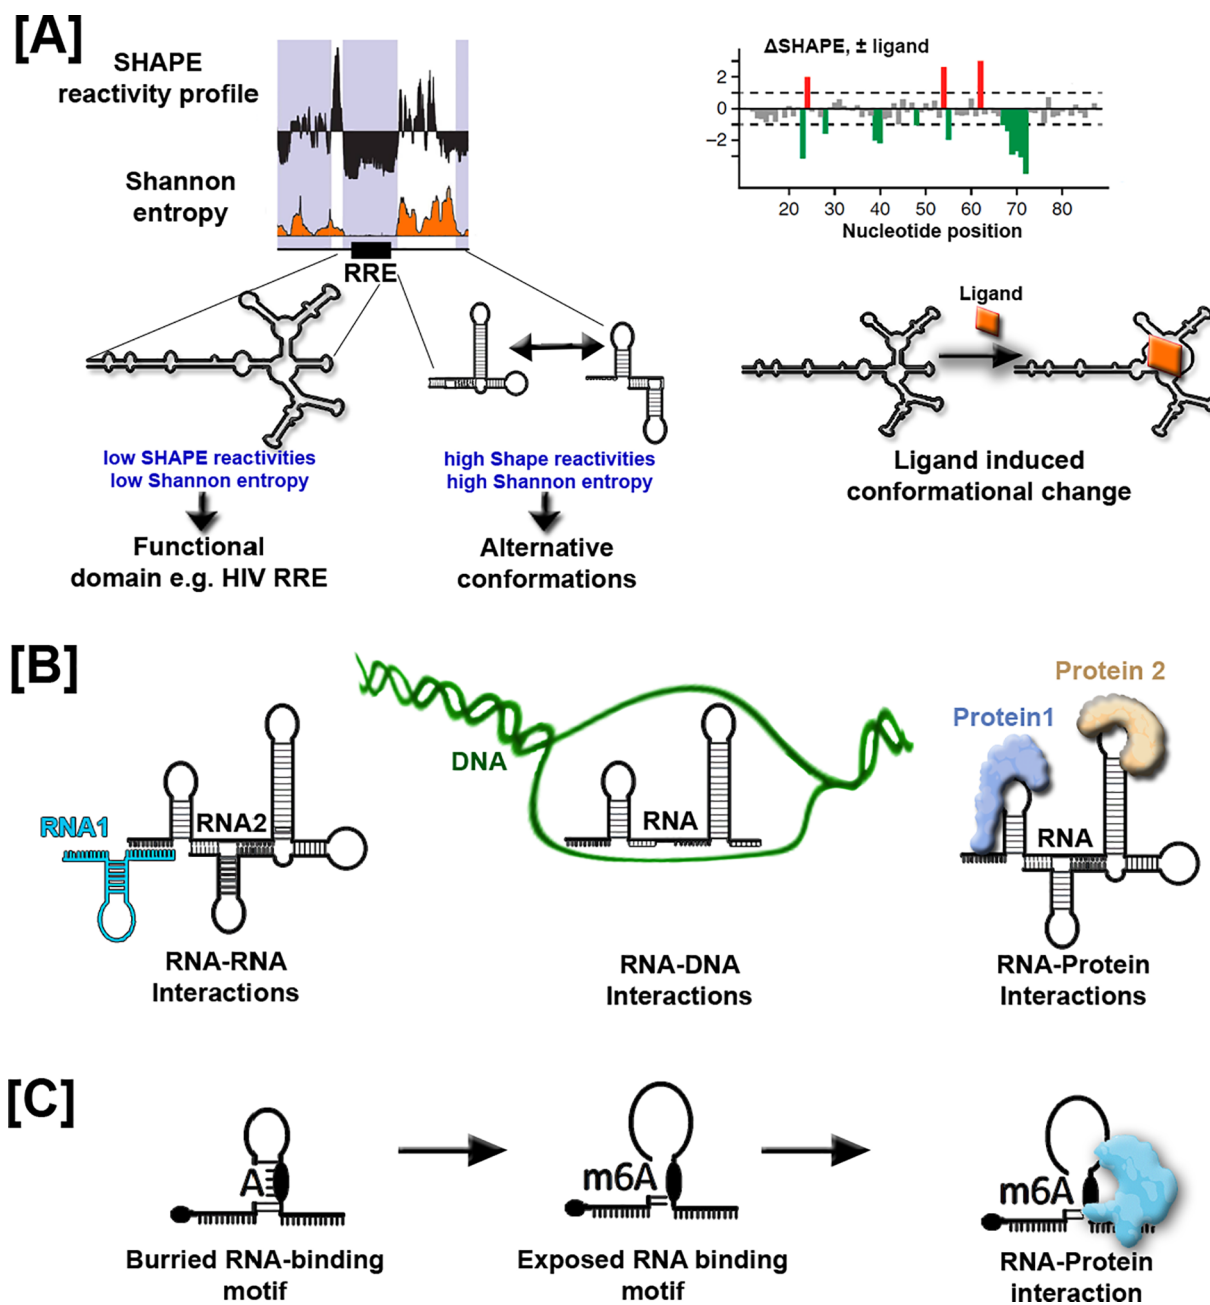 [A]
SHAPE
reactivity profile
Shannon
entropy
RRE
low SHAPE reactivities
low Shannon entropy
Functional
domain e.g. HIV RRE
high Shape reactivities
high Shannon entropy
Alternative
conformations
ΔSHAPE, ± ligand
2
0
−2
20 30 40 50 60 70 80
Nucleotide position
Ligand
Ligand induced
conformational change
[B]
RNA1
RNA2
RNA-RNA
Interactions
DNA
RNA
RNA-DNA
Interactions
Protein 2
Protein1
RNA
RNA-Protein
Interactions
[C]
A
Burried RNA-binding
motif
m6A
Exposed RNA binding
motif
m6A
RNA-Protein
interaction